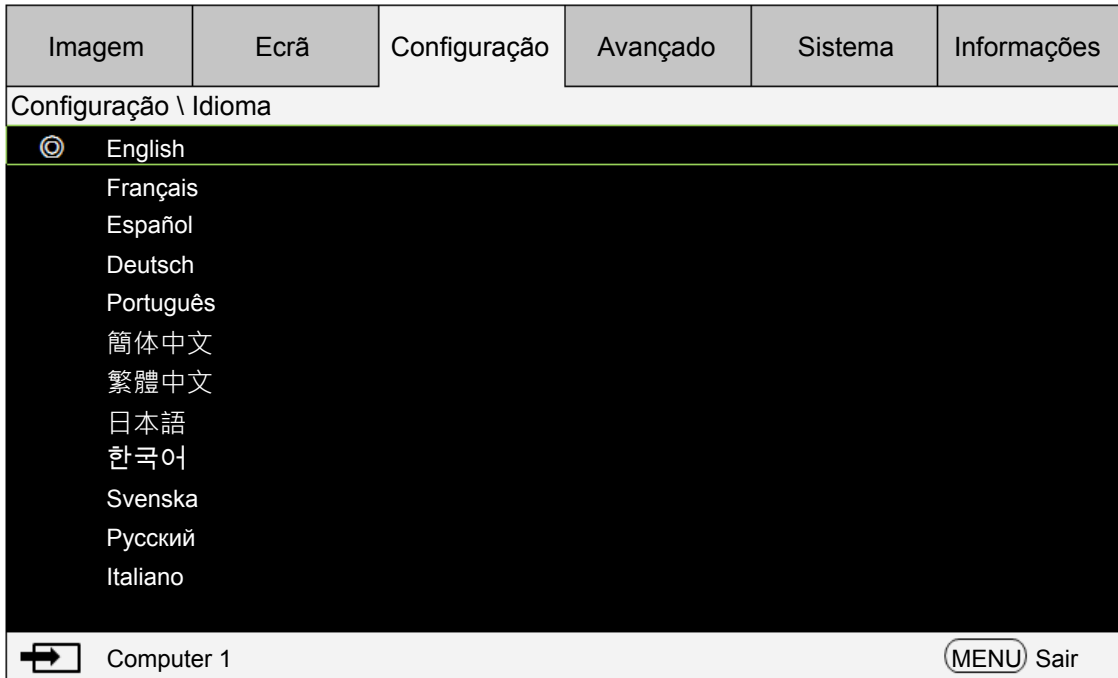 Imagem Ecrã Configuração Avançado Sistema Informações
Configuração \ Idioma
English
Français
Español
Deutsch
Português
簡体中文
繁體中文
日本語
한국어
Svenska
Русский
Italiano
Computer 1 MENU Sair